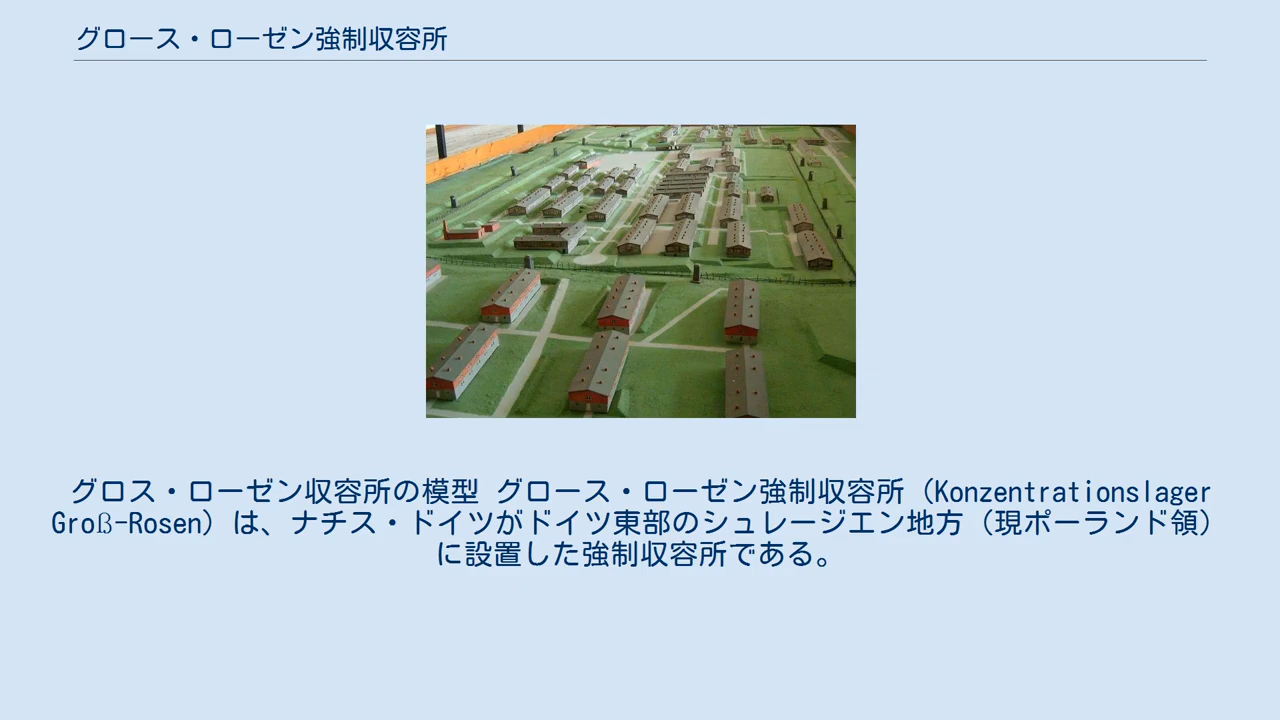 グロース・ローゼン強制収容所
グロス・ローゼン収容所の模型 グロース・ローゼン強制収容所（Konzentrationslager
Groß-Rosen）は、ナチス・ドイツがドイツ東部のシュレージエン地方（現ポーランド領）
に設置した強制収容所である。